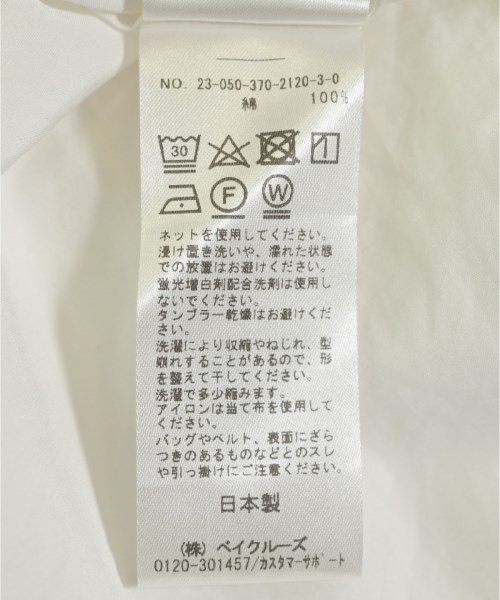 NO. 23-050-370-2120-3-0
綿 100%
30
F W
ネットを使用してください。
浸け置き洗いや、濡れた状態
での放置はお避けください。
蛍光増白剤配合洗剤は使用し
ないでください。
タンブラー乾燥はお避けくだ
さい。
洗濯により収縮やねじれ、型
崩れすることがあるので、形
を整えて干してください。
洗濯で多少縮みます。
アイロンは当て布を使用して
ください。
バッグやベルト、表面にざら
つきのあるものなどとのスレ
や引っ掛けにご注意ください。
日本製
(株) ベイクルーズ
0120-301457/カスタマーサポート